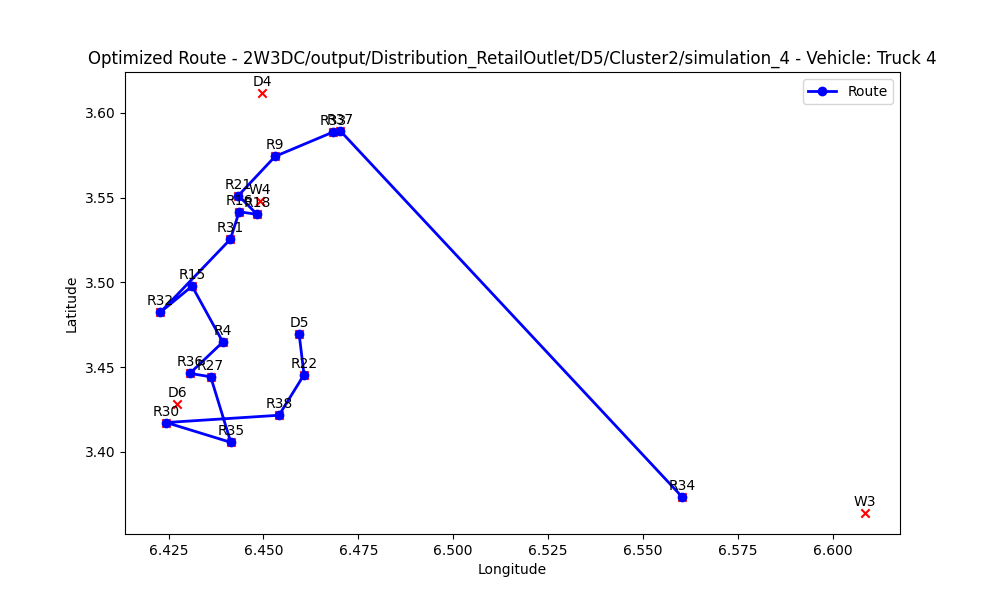 Optimized Route - 2W3DC/output/Distribution_RetailOutlet/D5/Cluster2/simulation_4 - Vehicle: Truck 4
Route
D4
3.60
R33
R37
R9
R21
W4
3.55
R16
R18
R31
R15
3.50
R32
D5
R4
Latitude
R36
R27
R22
3.45
D6
R38
R30
R35
3.40
R34
W3
6.425
6.450
6.475
6.500
6.525
6.550
6.575
6.600
Longitude